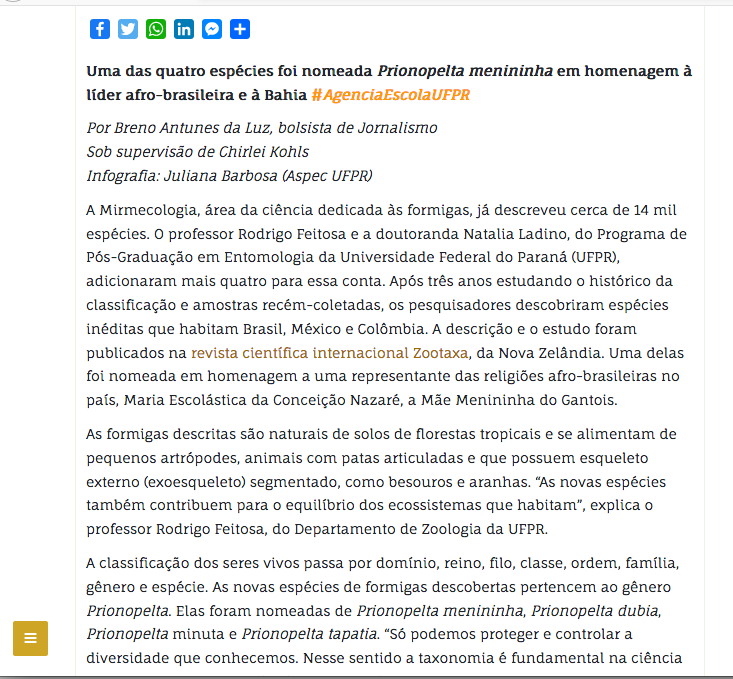 Uma das quatro espécies foi nomeada Prionopelta menininha em homenagem à
líder afro-brasileira e à Bahia #AgenciaEscolaUFPR
Por Breno Antunes da Luz, bolsista de Jornalismo
Sob supervisão de Chirlei Kohls
Infografia: Juliana Barbosa (Aspec UFPR)
A Mirmecologia, área da ciência dedicada às formigas, já descreveu cerca de 14 mil
espécies. O professor Rodrigo Feitosa e a doutoranda Natalia Ladino, do Programa de
Pós-Graduação em Entomologia da Universidade Federal do Paraná (UFPR),
adicionaram mais quatro para essa conta. Após três anos estudando o histórico da
classificação e amostras recém-coletadas, os pesquisadores descobriram espécies
inéditas que habitam Brasil, México e Colômbia. A descrição e o estudo foram
publicados na revista científica internacional Zootaxa, da Nova Zelândia. Uma delas
foi nomeada em homenagem a uma representante das religiões afro-brasileiras no
país, Maria Escolástica da Conceição Nazaré, a Mãe Menininha do Gantois.
As formigas descritas são naturais de solos de florestas tropicais e se alimentam de
pequenos artrópodes, animais com patas articuladas e que possuem esqueleto
externo (exoesqueleto) segmentado, como besouros e aranhas. “As novas espécies
também contribuem para o equilíbrio dos ecossistemas que habitam”, explica o
professor Rodrigo Feitosa, do Departamento de Zoologia da UFPR.
A classificação dos seres vivos passa por domínio, reino, filo, classe, ordem, família,
gênero e espécie. As novas espécies de formigas descobertas pertencem ao gênero
Prionopelta. Elas foram nomeadas de Prionopelta menininha, Prionopelta dubia,
Prionopelta minuta e Prionopelta tapatia. “Só podemos proteger e controlar a
diversidade que conhecemos. Nesse sentido a taxonomia é fundamental na ciência